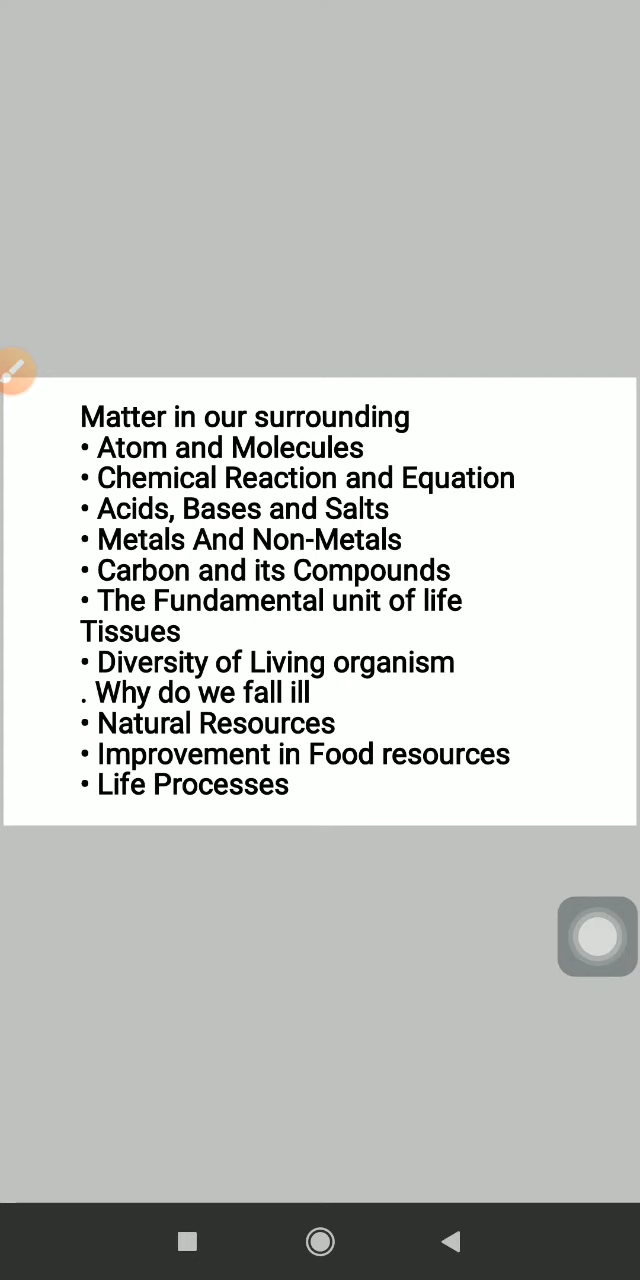 Matter in our surrounding
• Atom and Molecules
• Chemical Reaction and Equation
• Acids, Bases and Salts
• Metals And Non-Metals
• Carbon and its Compounds
• The Fundamental unit of life
Tissues
• Diversity of Living organism
. Why do we fall ill
• Natural Resources
• Improvement in Food resources
• Life Processes